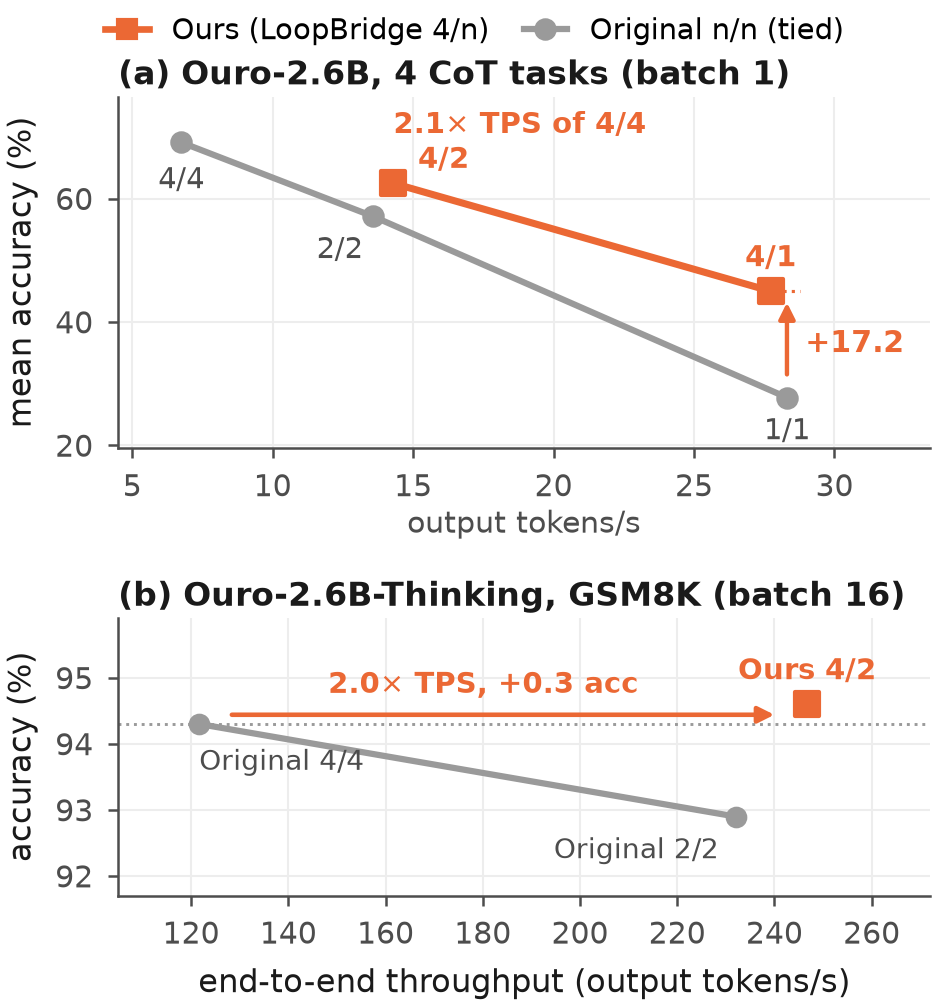 Ours (LoopBridge 4/n) Original n/n (tied)
(a) Ouro-2.6B, 4 CoT tasks (batch 1)
2.1× TPS of 4/4
4/2
4/4
2/2
4/1
+17.2
1/1
mean accuracy (%)
60
40
20
5 10 15 20 25 30
output tokens/s
(b) Ouro-2.6B-Thinking, GSM8K (batch 16)
Ours 4/2
2.0× TPS, +0.3 acc
Original 4/4
Original 2/2
accuracy (%)
95
94
93
92
120 140 160 180 200 220 240 260
end-to-end throughput (output tokens/s)